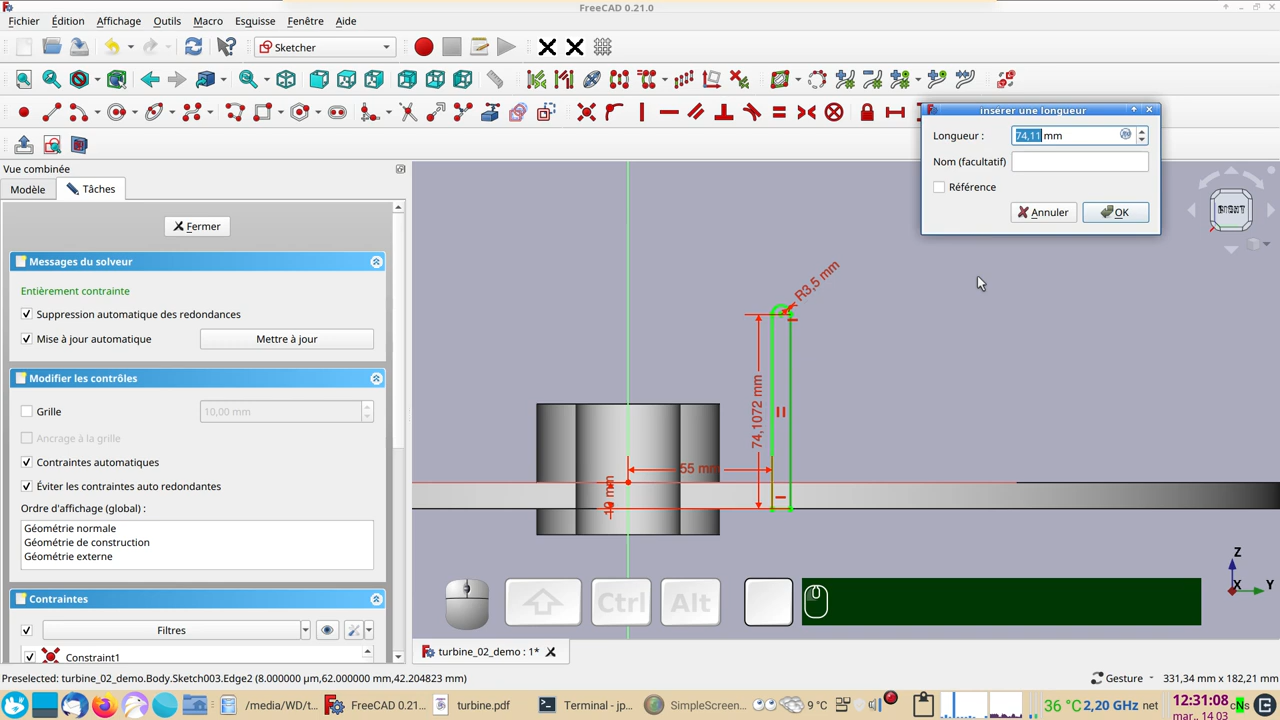 FreeCAD 0.21.0
Fichier Édition Affichage Outils Macro Esquisse Fenêtre Aide
Sketcher
insérer une longueur
Longueur : 74,11 mm
Nom (facultatif)
Référence
Annuler OK
Vue combinée
Modèle Tâches
Fermer
Messages du solveur
Entièrement contrainte
Suppression automatique des redondances
Mise à jour automatique Mettre à jour
Modifier les contrôles
Grille 10,00 mm
Ancrage à la grille
Contraintes automatiques
Éviter les contraintes auto redondantes
Ordre d'affichage (global) :
Géométrie normale
Géométrie de construction
Géométrie externe
Contraintes
Filtres
Constraint1
RIGHT
R3,5 mm
74,1072 mm
55 mm
10 mm
Z
X Y
Ctrl Alt
turbine_02_demo : 1*
Preselected: turbine_02_demo.Body.Sketch003.Edge2 (8.000000 µm,62.000000 mm,42.204823 mm) Gesture 331,34 mm x 182,21 mm
/media/WD/t... FreeCAD 0.21.... turbine.pdf Terminal - jp... SimpleScreen... 9 °C 36 °C 2,20 GHz net 12:31:08
mar., 14 03